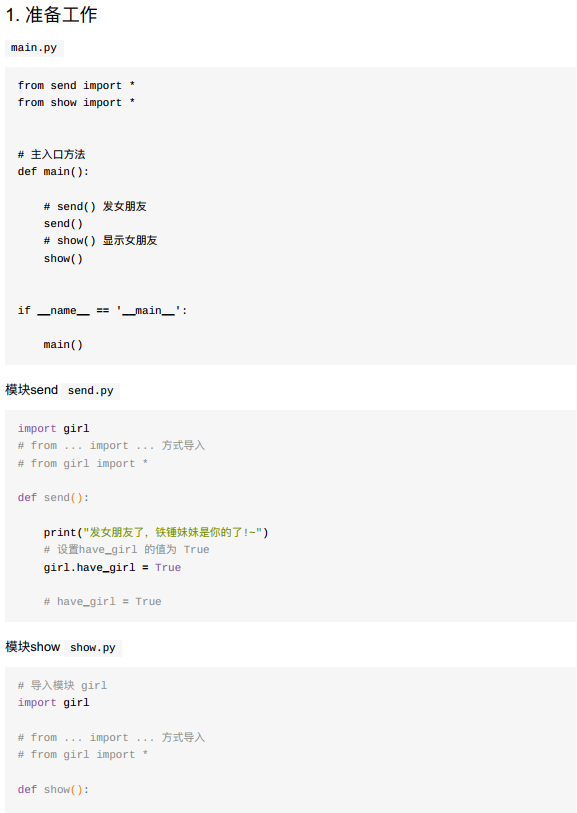 1. 准备工作
main.py
from send import *
from show import *
# 主入口方法
def main():
# send() 发女朋友
send()
# show() 显示女朋友
show()
if __name__ == '__main__':
main()
模块send send.py
import girl
# from ... import ... 方式导入
# from girl import *
def send():
print("发女朋友了, 铁锤妹妹是你的了!~")
# 设置have_girl 的值为 True
girl.have_girl = True
# have_girl = True
模块show show.py
# 导入模块 girl
import girl
# from ... import ... 方式导入
# from girl import *
def show():